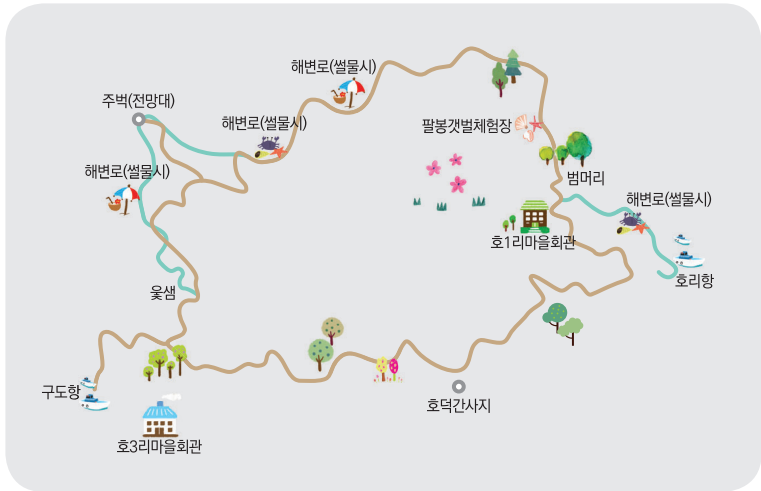 해변로(썰물시)
주벅(전망대)
해변로(썰물시)
팔봉갯벌체험장
해변로(썰물시)
범머리
해변로(썰물시)
호1리마을회관
호리항
옻샘
구도항
호덕간사지
호3리마을회관